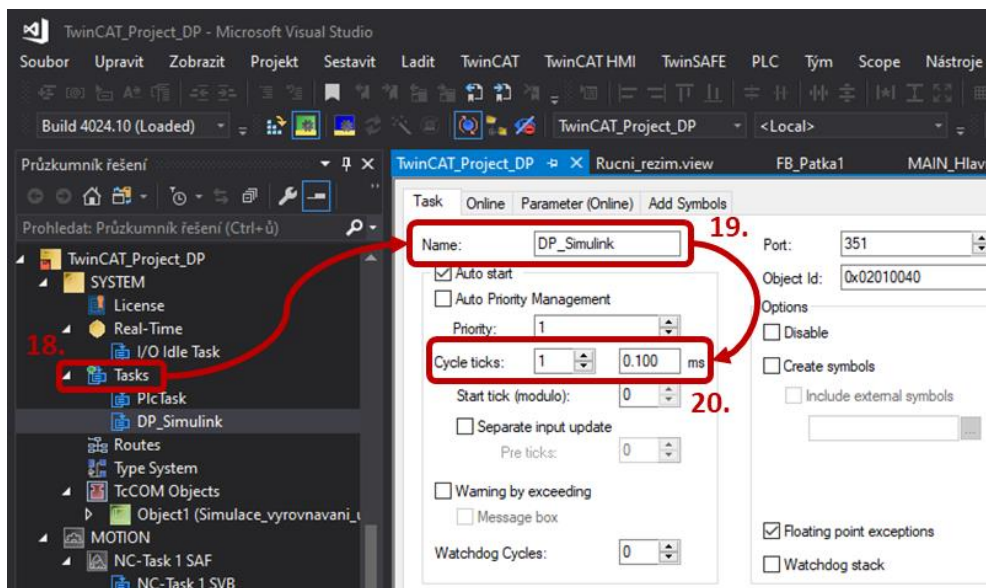 TwinCAT_Project_DP - Microsoft Visual Studio
Soubor Upravit Zobrazit Projekt Sestavit Ladit TwinCAT TwinCAT HMI TwinSAFE PLC Tým Scope Nástroje
Build 4024.10 (Loaded) TwinCAT_Project_DP <Local>
Průzkumník řešení
Prohledat: Průzkumník řešení (Ctrl+ů)
TwinCAT_Project_DP
SYSTEM
License
Real-Time
18.
I/O Idle Task
Tasks
PlcTask
DP_Simulink
Routes
Type System
TcCOM Objects
Object1 (Simulace_vyrovnavani_u
MOTION
NC-Task 1 SAF
NC-Task 1 SVB
TwinCAT_Project_DP Rucni_rezim.view FB_Patka1 MAIN_Hlav
Task Online Parameter (Online) Add Symbols
Name: DP_Simulink
19.
Auto start
Auto Priority Management
Priority: 1
Cycle ticks: 1 0.100 ms
20.
Start tick (modulo): 0
Separate input update
Pre ticks: 0
Warning by exceeding
Message box
Watchdog Cycles: 0
Port: 351
Object Id: 0x02010040
Options
Disable
Create symbols
Include external symbols
...
Floating point exceptions
Watchdog stack